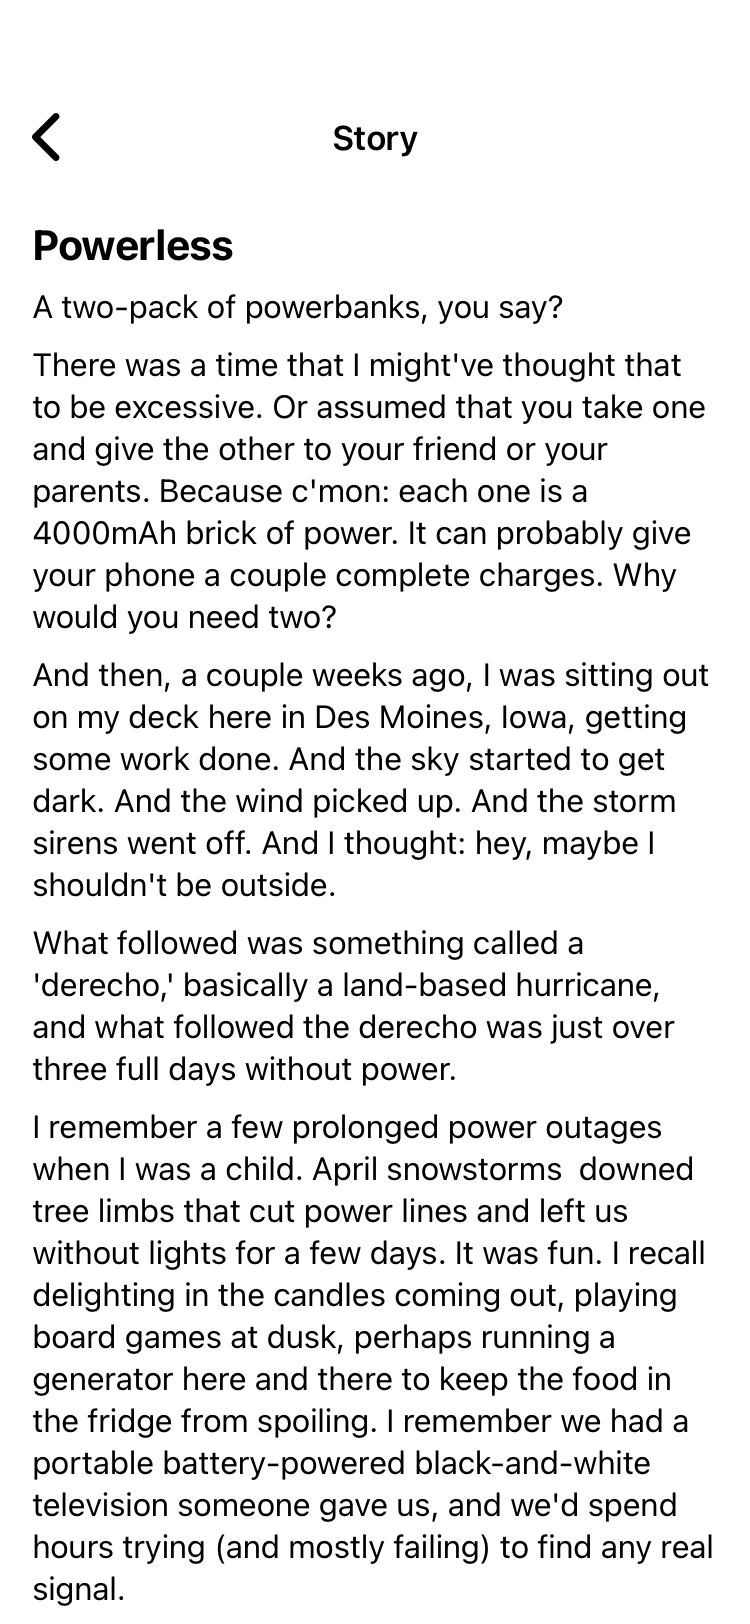 Story
Powerless
A two-pack of powerbanks, you say?
There was a time that I might've thought that
to be excessive. Or assumed that you take one
and give the other to your friend or your
parents. Because c'mon: each one is a
4000mAh brick of power. It can probably give
your phone a couple complete charges. Why
would you need two?
And then, a couple weeks ago, I was sitting out
on my deck here in Des Moines, Iowa, getting
some work done. And the sky started to get
dark. And the wind picked up. And the storm
sirens went off. And I thought: hey, maybe I
shouldn't be outside.
What followed was something called a
'derecho,' basically a land-based hurricane,
and what followed the derecho was just over
three full days without power.
I remember a few prolonged power outages
when I was a child. April snowstorms  downed
tree limbs that cut power lines and left us
without lights for a few days. It was fun. I recall
delighting in the candles coming out, playing
board games at dusk, perhaps running a
generator here and there to keep the food in
the fridge from spoiling. I remember we had a
portable battery-powered black-and-white
television someone gave us, and we'd spend
hours trying (and mostly failing) to find any real
signal.